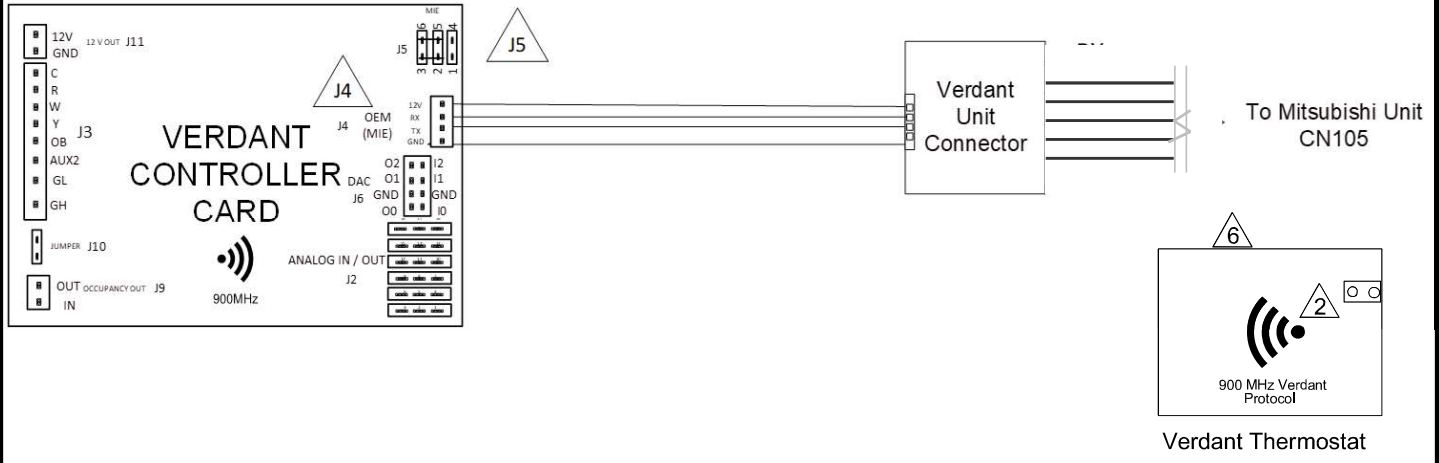 MIE
12V
12 V OUT J11
GND
C
R
W
Y
J3
OB
AUX2
GL
GH
JUMPER J10
OUT OCCUPANCY OUT J9
IN
VERDANT
CONTROLLER
CARD
900MHz
J5
6 5 4
3 2 1
J5
J4
J4
OEM
(MIE)
12V
RX
TX
GND
DAC
J6
O2 I2
O1 I1
GND GND
O0 I0
ANALOG IN / OUT
J2
Verdant
Unit
Connector
To Mitsubishi Unit
CN105
6
2
900 MHz Verdant
Protocol
Verdant Thermostat